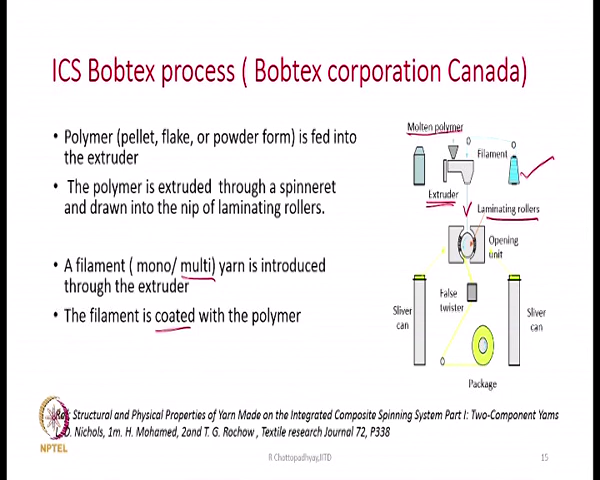 ICS Bobtex process ( Bobtex corporation Canada)
• Polymer (pellet, flake, or powder form) is fed into
the extruder
• The polymer is extruded through a spinneret
and drawn into the nip of laminating rollers.
• A filament ( mono/ multi) yarn is introduced
through the extruder
• The filament is coated with the polymer
Molten polymer
Filament
Extruder
Laminating rollers
Opening
unit
False
twister
Sliver
can
Sliver
can
Package
Structural and Physical Properties of Yarn Made on the Integrated Composite Spinning System Part I: Two-Component Yams
Nichols, 1m. H. Mohamed, 2and T. G. Rochow , Textile research Journal 72, P338
NPTEL
R Chattopadhyay,IITD
15